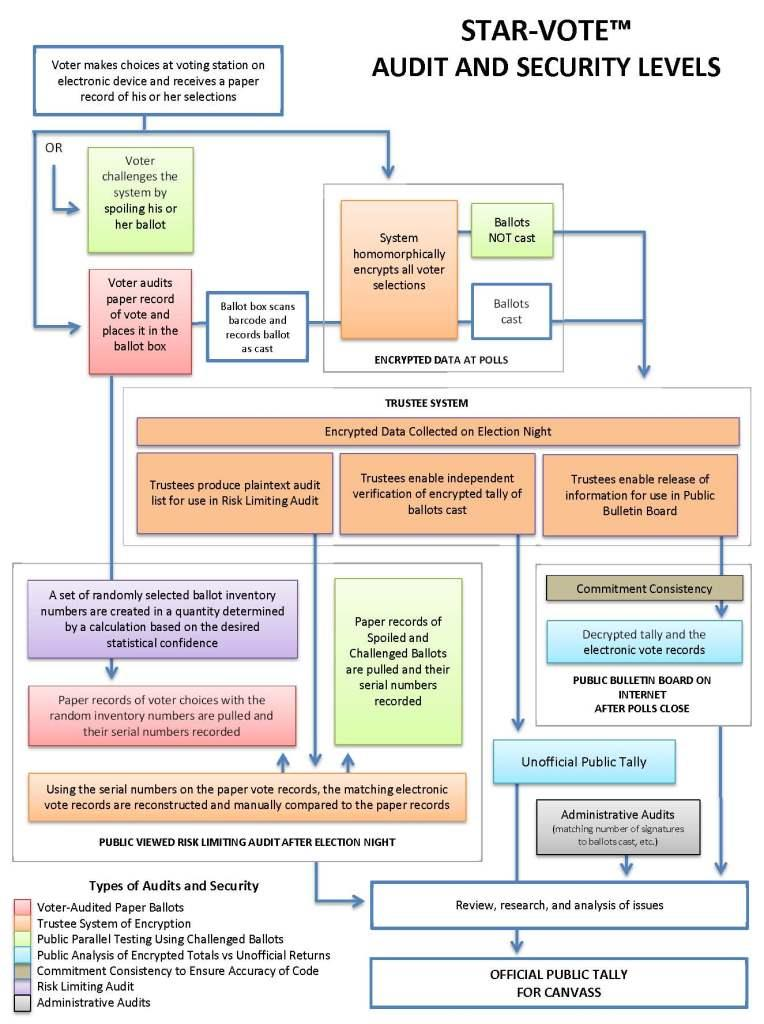 STAR-VOTE™
AUDIT AND SECURITY LEVELS
Voter makes choices at voting station on
electronic device and receives a paper
record of his or her selections
OR
Voter
challenges the
system by
spoiling his or
her ballot
Voter audits
paper record
of vote and
places it in the
ballot box
Ballot box scans
barcode and
records ballot
as cast
System
homomorphically
encrypts all voter
selections
Ballots
NOT cast
Ballots
cast
ENCRYPTED DATA AT POLLS
TRUSTEE SYSTEM
Encrypted Data Collected on Election Night
Trustees produce plaintext audit
list for use in Risk Limiting Audit
Trustees enable independent
verification of encrypted tally of
ballots cast
Trustees enable release of
information for use in Public
Bulletin Board
A set of randomly selected ballot inventory
numbers are created in a quantity determined
by a calculation based on the desired
statistical confidence
Paper records of voter choices with the
random inventory numbers are pulled and
their serial numbers recorded
Paper records of
Spoiled and
Challenged Ballots
are pulled and their
serial numbers
recorded
Using the serial numbers on the paper vote records, the matching electronic
vote records are reconstructed and manually compared to the paper records
PUBLIC VIEWED RISK LIMITING AUDIT AFTER ELECTION NIGHT
Commitment Consistency
Decrypted tally and the
electronic vote records
PUBLIC BULLETIN BOARD ON
INTERNET
AFTER POLLS CLOSE
Unofficial Public Tally
Administrative Audits
(matching number of signatures
to ballots cast, etc.)
Review, research, and analysis of issues
OFFICIAL PUBLIC TALLY
FOR CANVASS
Types of Audits and Security
Voter-Audited Paper Ballots
Trustee System of Encryption
Public Parallel Testing Using Challenged Ballots
Public Analysis of Encrypted Totals vs Unofficial Returns
Commitment Consistency to Ensure Accuracy of Code
Risk Limiting Audit
Administrative Audits